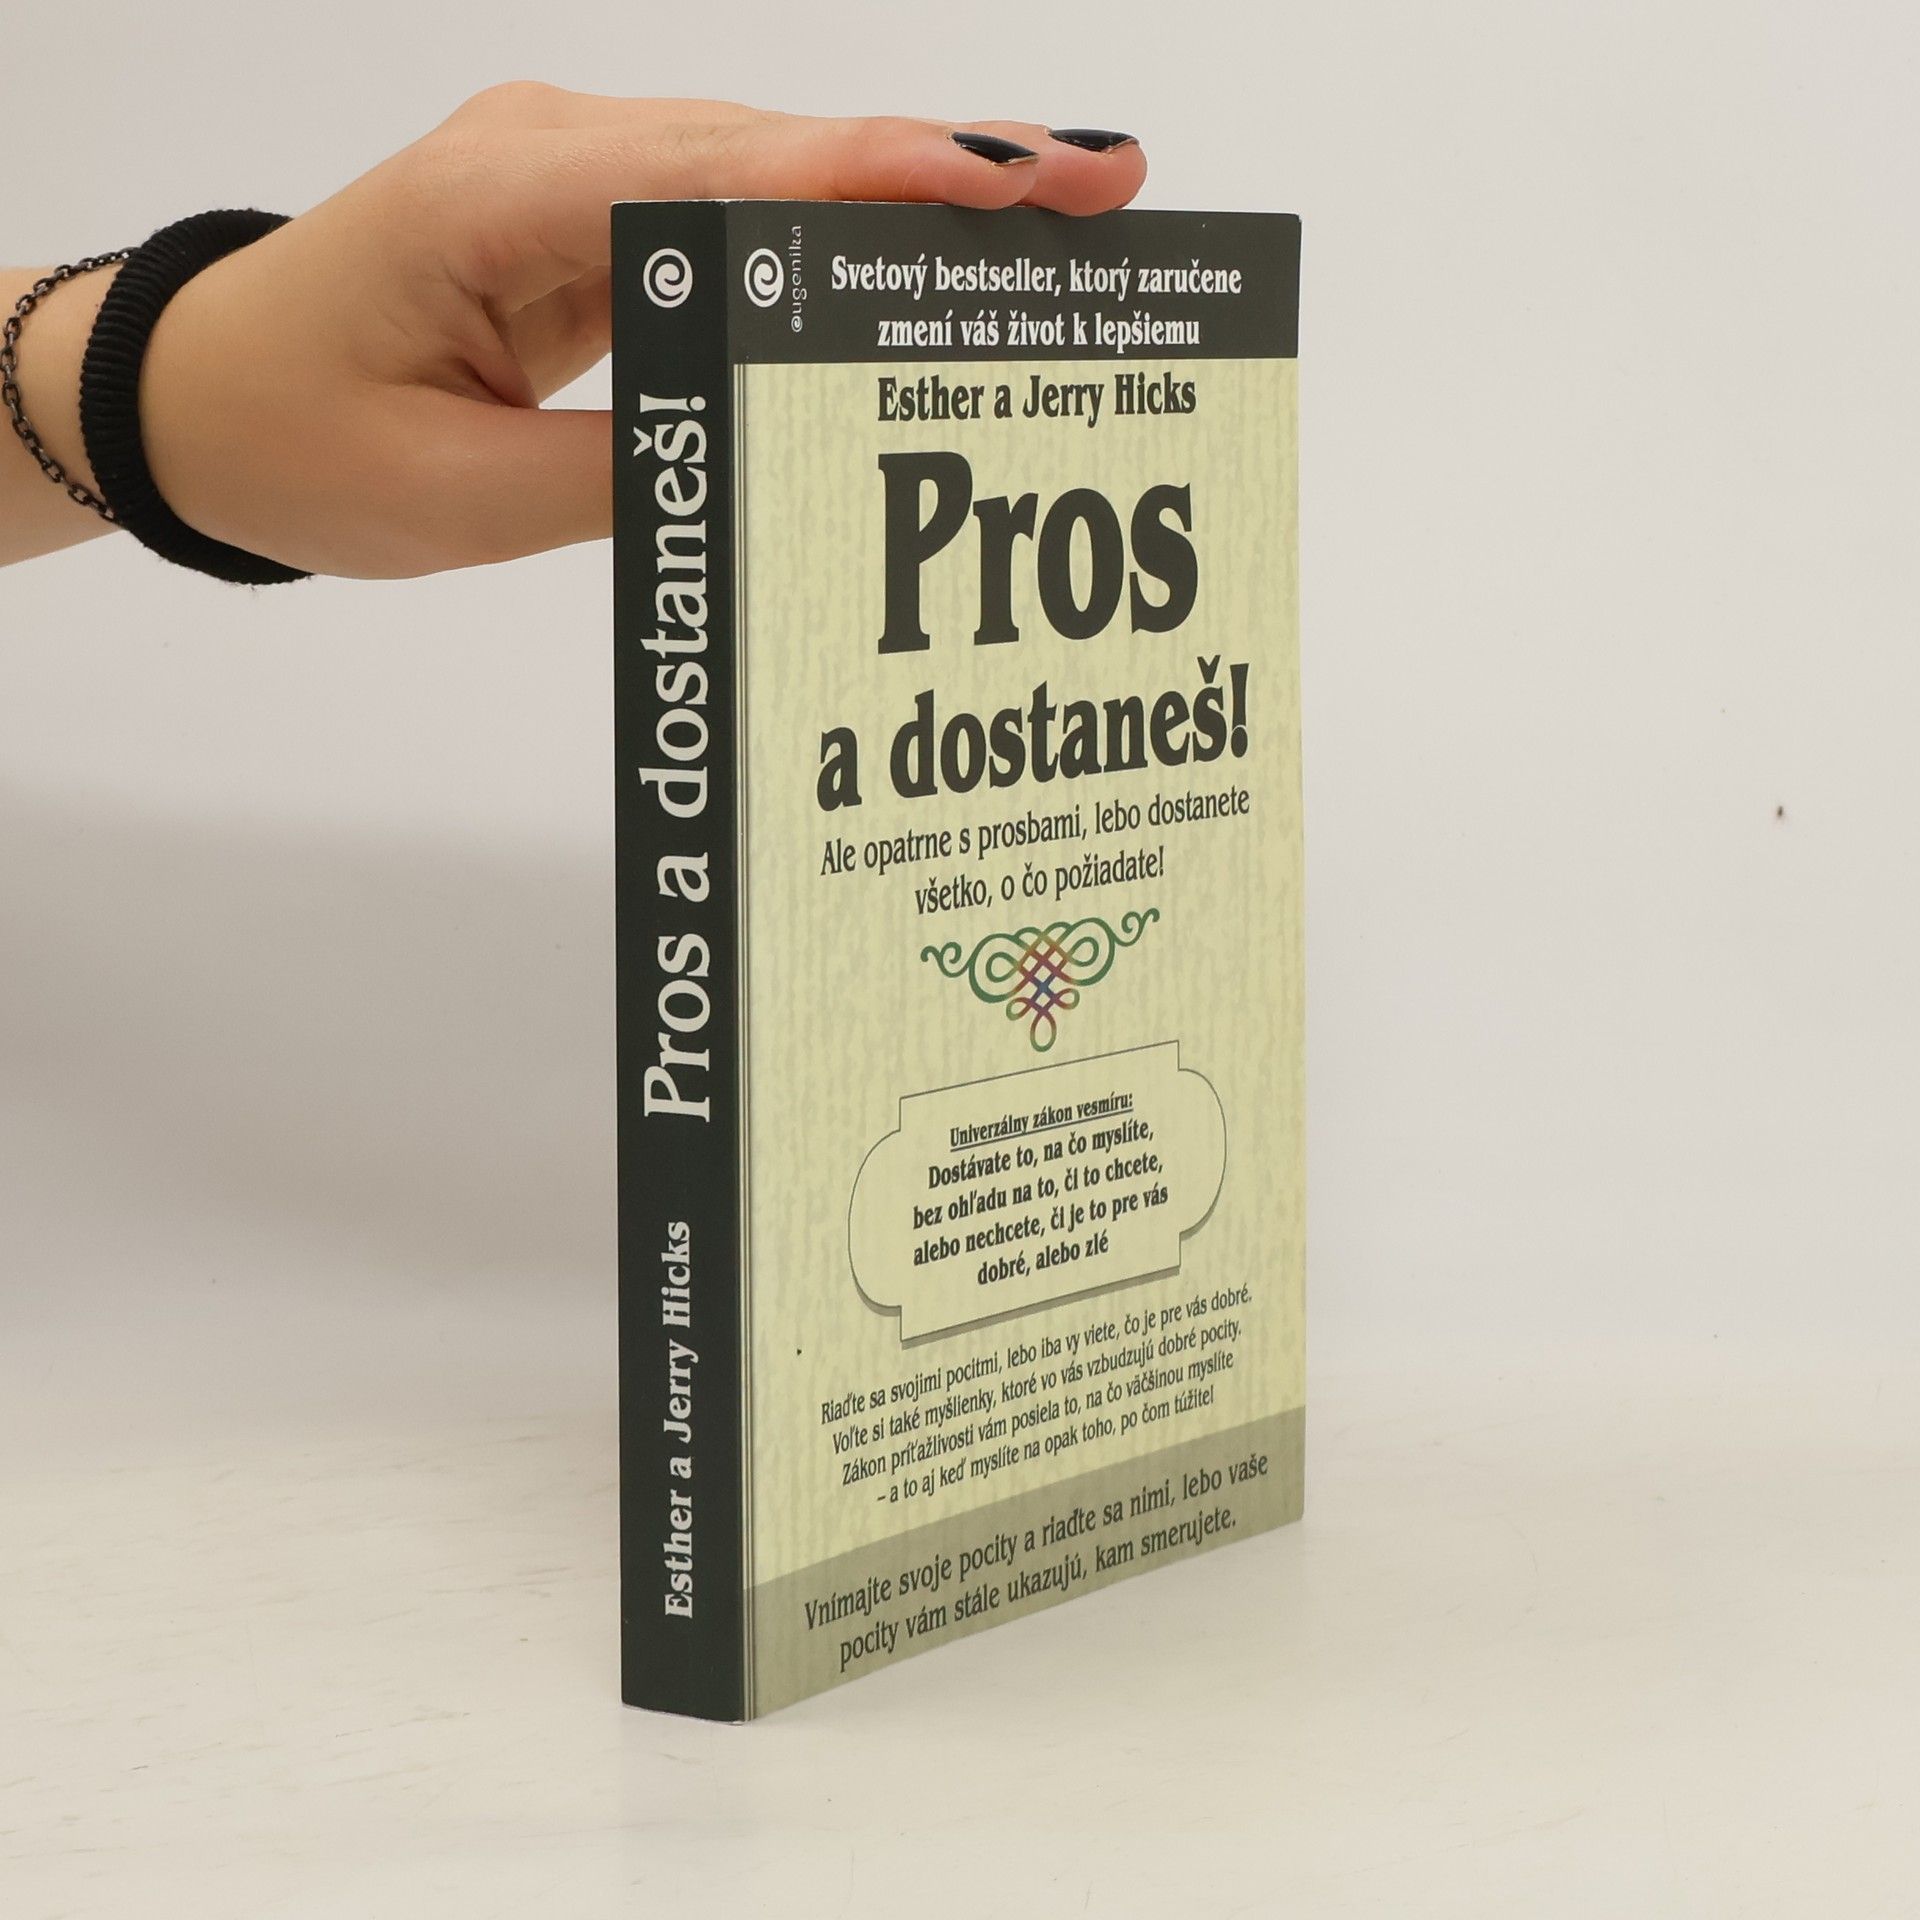 Pros a dostaneš!
Esther a Jerry Hicks
eugenika
Svetový bestseller, ktorý zaručene
zmení váš život k lepšiemu
Esther a Jerry Hicks
Pros
a dostaneš!
Ale opatrne s prosbami, lebo dostanete
všetko, o čo požiadate!
Univerzálny zákon vesmíru:
Dostávate to, na čo myslíte,
bez ohľadu na to, či to chcete,
alebo nechcete, či je to pre vás
dobré, alebo zlé
Riaďte sa svojimi pocitmi, lebo iba vy viete, čo je pre vás dobré.
Voľte si také myšlienky, ktoré vo vás vzbudzujú dobré pocity.
Zákon príťažlivosti vám posiela to, na čo väčšinou myslíte
– a to aj keď myslíte na opak toho, po čom túžite!
Vnímajte svoje pocity a riaďte sa nimi, lebo vaše
pocity vám stále ukazujú, kam smerujete.